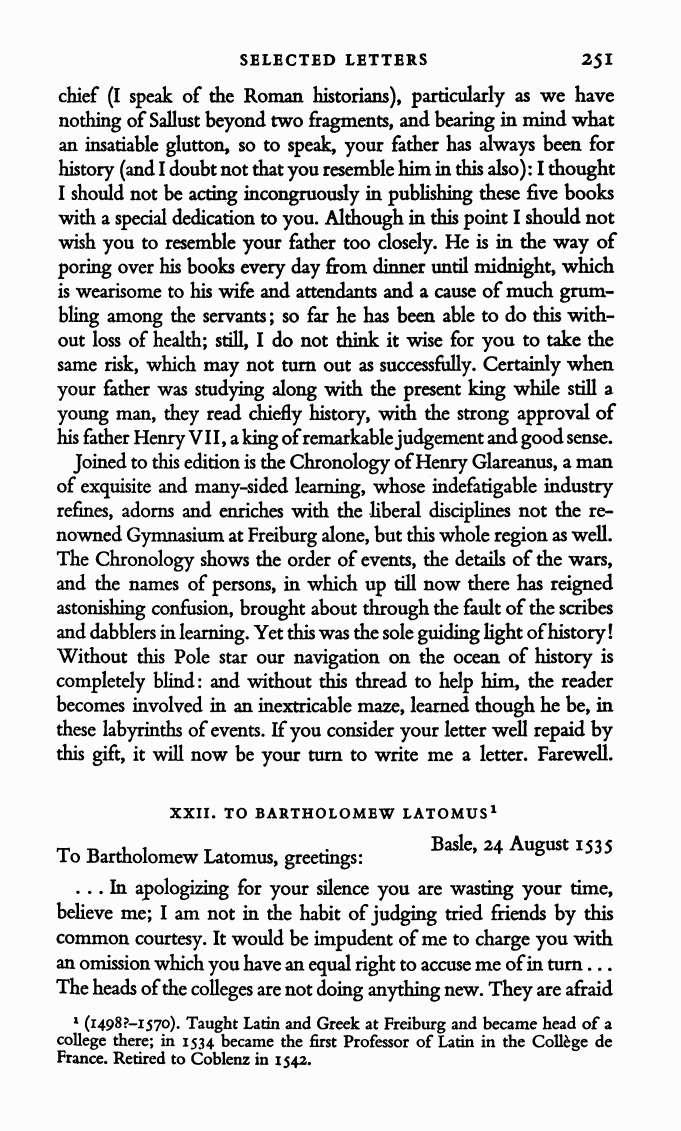 SELECTED LETTERS 251
chief (I speak of the Roman historians), particularly as we have
nothing of Sallust beyond two fragments, and bearing in mind what
an insatiable glutton, so to speak, your father has always been for
history (and I doubt not that you resemble him in this also): I thought
I should not be acting incongruously in publishing these five books
with a special dedication to you. Although in this point I should not
wish you to resemble your father too closely. He is in the way of
poring over his books every day from dinner until midnight, which
is wearisome to his wife and attendants and a cause of much grum-
bling among the servants; so far he has been able to do this with-
out loss of health; still, I do not think it wise for you to take the
same risk, which may not turn out as successfully. Certainly when
your father was studying along with the present king while still a
young man, they read chiefly history, with the strong approval of
his father Henry VII, a king of remarkable judgement and good sense.
Joined to this edition is the Chronology of Henry Glareanus, a man
of exquisite and many-sided learning, whose indefatigable industry
refines, adorns and enriches with the liberal disciplines not the re-
nowned Gymnasium at Freiburg alone, but this whole region as well.
The Chronology shows the order of events, the details of the wars,
and the names of persons, in which up till now there has reigned
astonishing confusion, brought about through the fault of the scribes
and dabblers in learning. Yet this was the sole guiding light of history!
Without this Pole star our navigation on the ocean of history is
completely blind: and without this thread to help him, the reader
becomes involved in an inextricable maze, learned though he be, in
these labyrinths of events. If you consider your letter well repaid by
this gift, it will now be your turn to write me a letter. Farewell.
XXII. TO BARTHOLOMEW LATOMUS¹
Basle, 24 August 1535
To Bartholomew Latomus, greetings:
... In apologizing for your silence you are wasting your time,
believe me; I am not in the habit of judging tried friends by this
common courtesy. It would be impudent of me to charge you with
an omission which you have an equal right to accuse me of in turn ...
The heads of the colleges are not doing anything new. They are afraid
¹ (1498?–1570). Taught Latin and Greek at Freiburg and became head of a
college there; in 1534 became the first Professor of Latin in the Collège de
France. Retired to Coblenz in 1542.